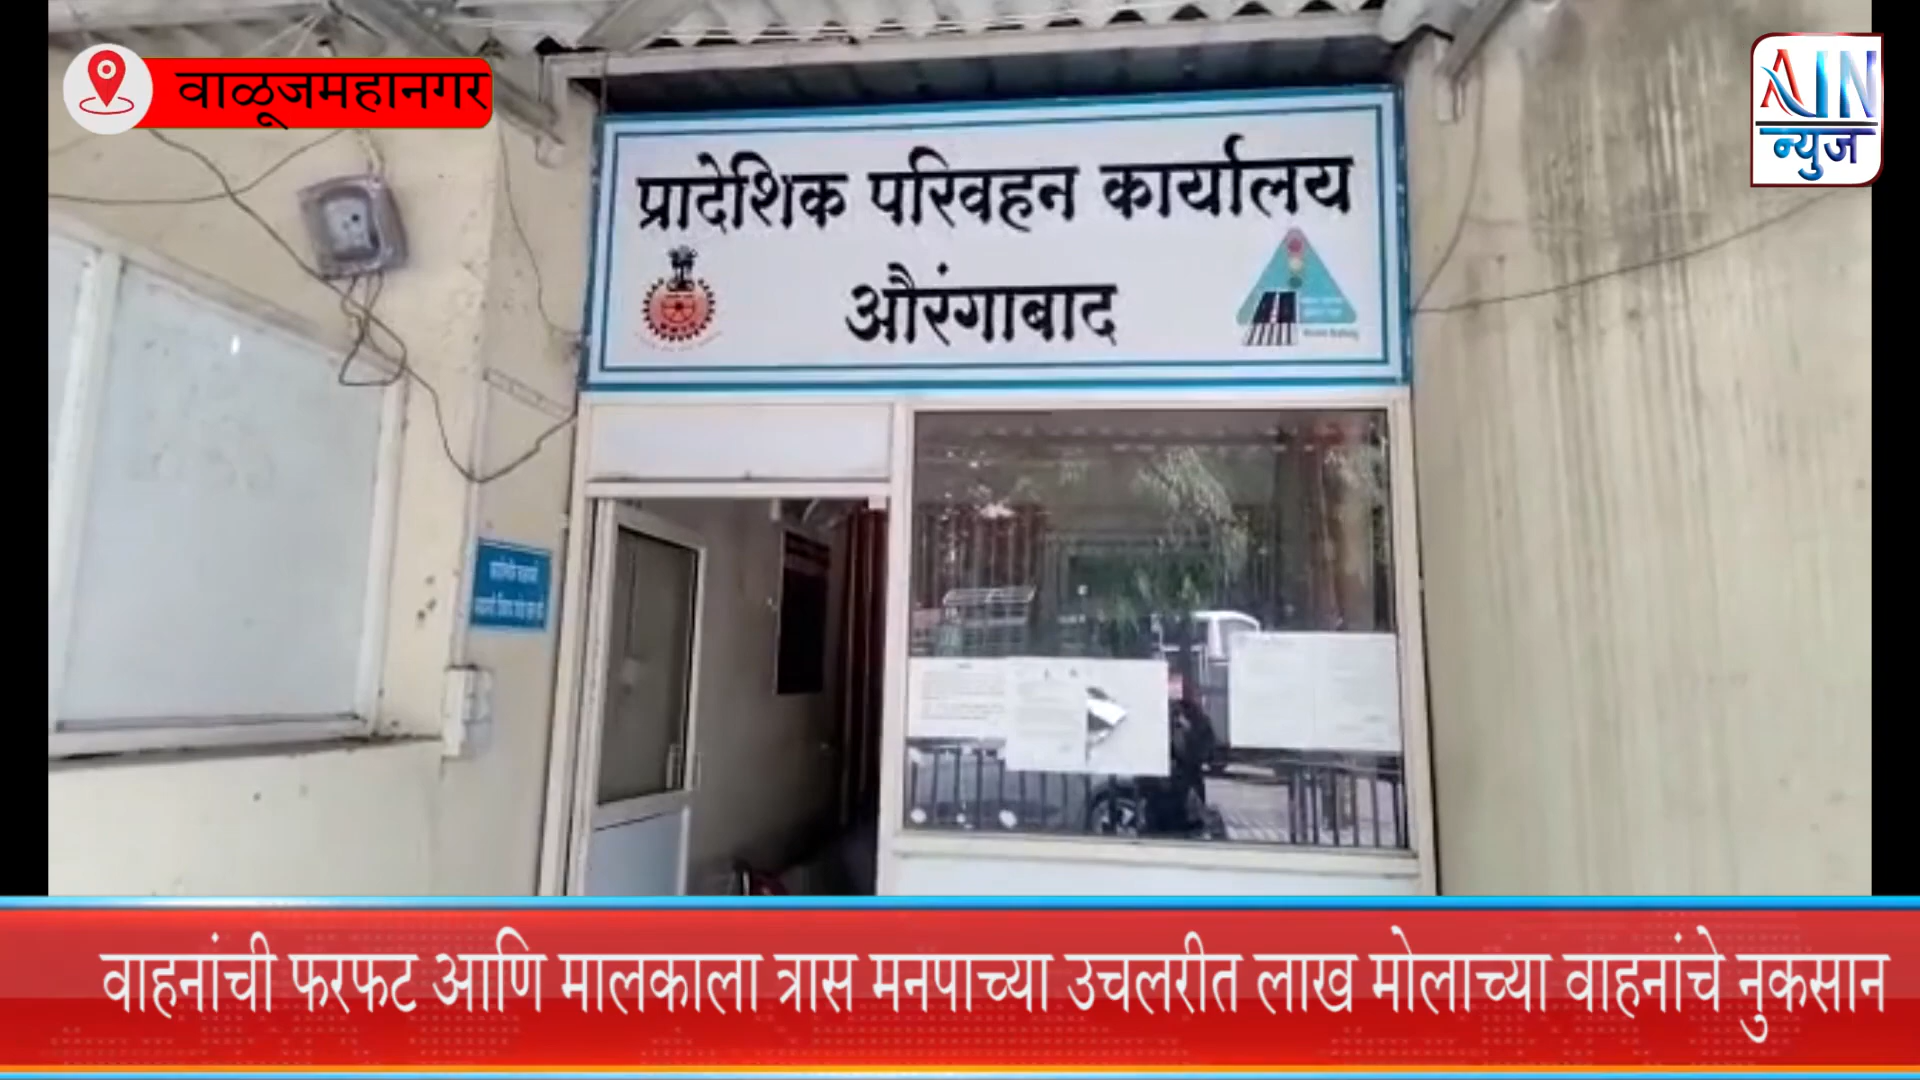 वाळूजमहानगर
AIN
न्युज
प्रादेशिक परिवहन कार्यालय
औरंगाबाद
वाहनांची फरफट आणि मालकाला त्रास मनपाच्या उचलरीत लाख मोलाच्या वाहनांचे नुकसान